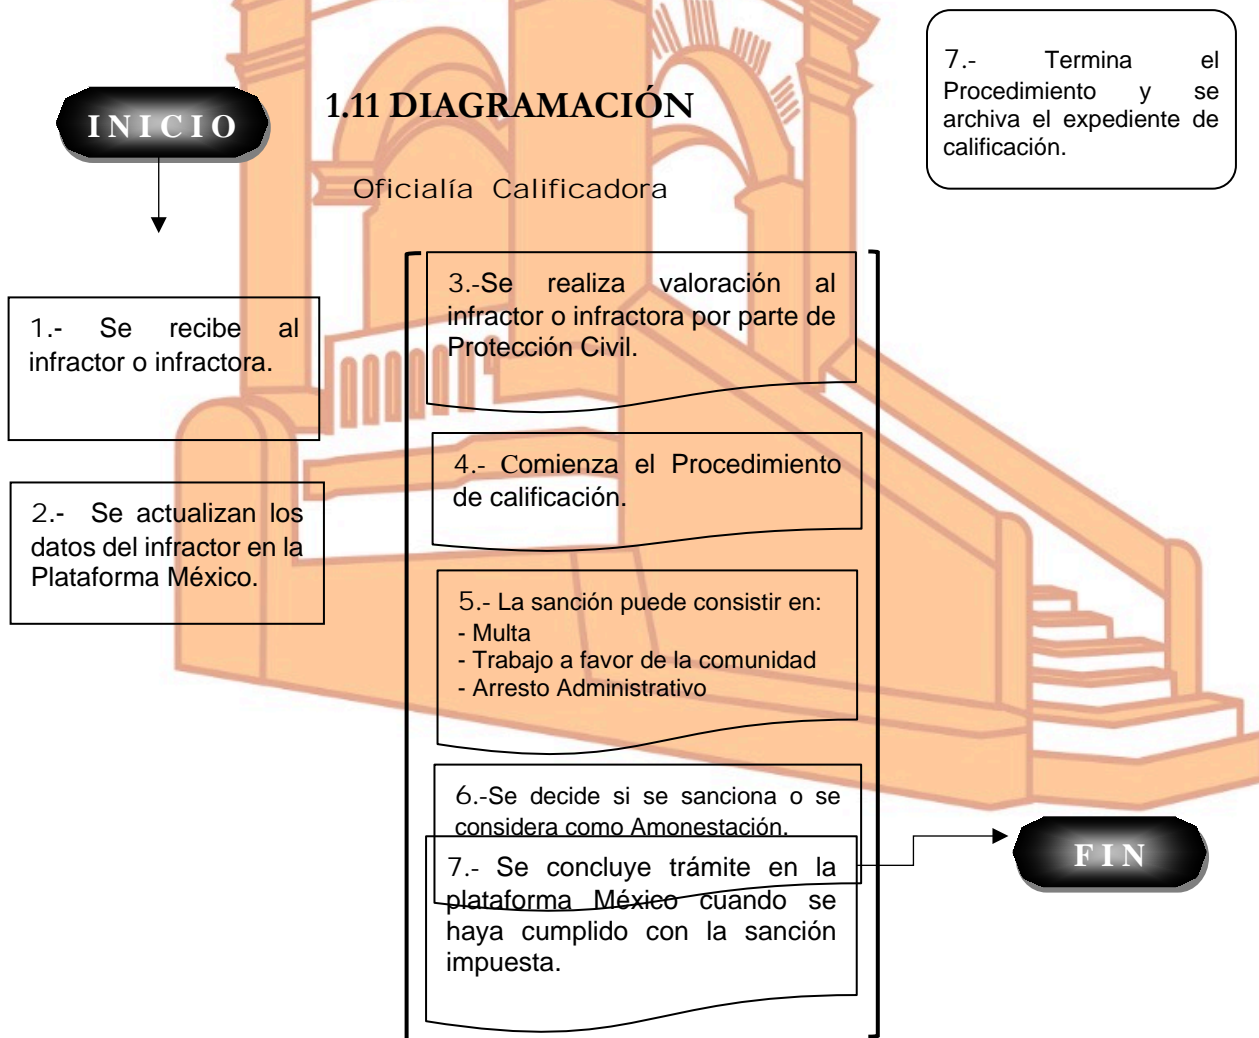 1.11 DIAGRAMACIÓN
Oficialía Calificadora
INICIO
1.- Se recibe al
infractor o infractora.
2.- Se actualizan los
datos del infractor en la
Plataforma México.
3.-Se realiza valoración al
infractor o infractora por parte de
Protección Civil.
4.- Comienza el Procedimiento
de calificación.
5.- La sanción puede consistir en:
- Multa
- Trabajo a favor de la comunidad
- Arresto Administrativo
6.-Se decide si se sanciona o se
considera como Amonestación.
7.- Se concluye trámite en la
plataforma México cuando se
haya cumplido con la sanción
impuesta.
7.- Termina el
Procedimiento y se
archiva el expediente de
calificación.
FIN